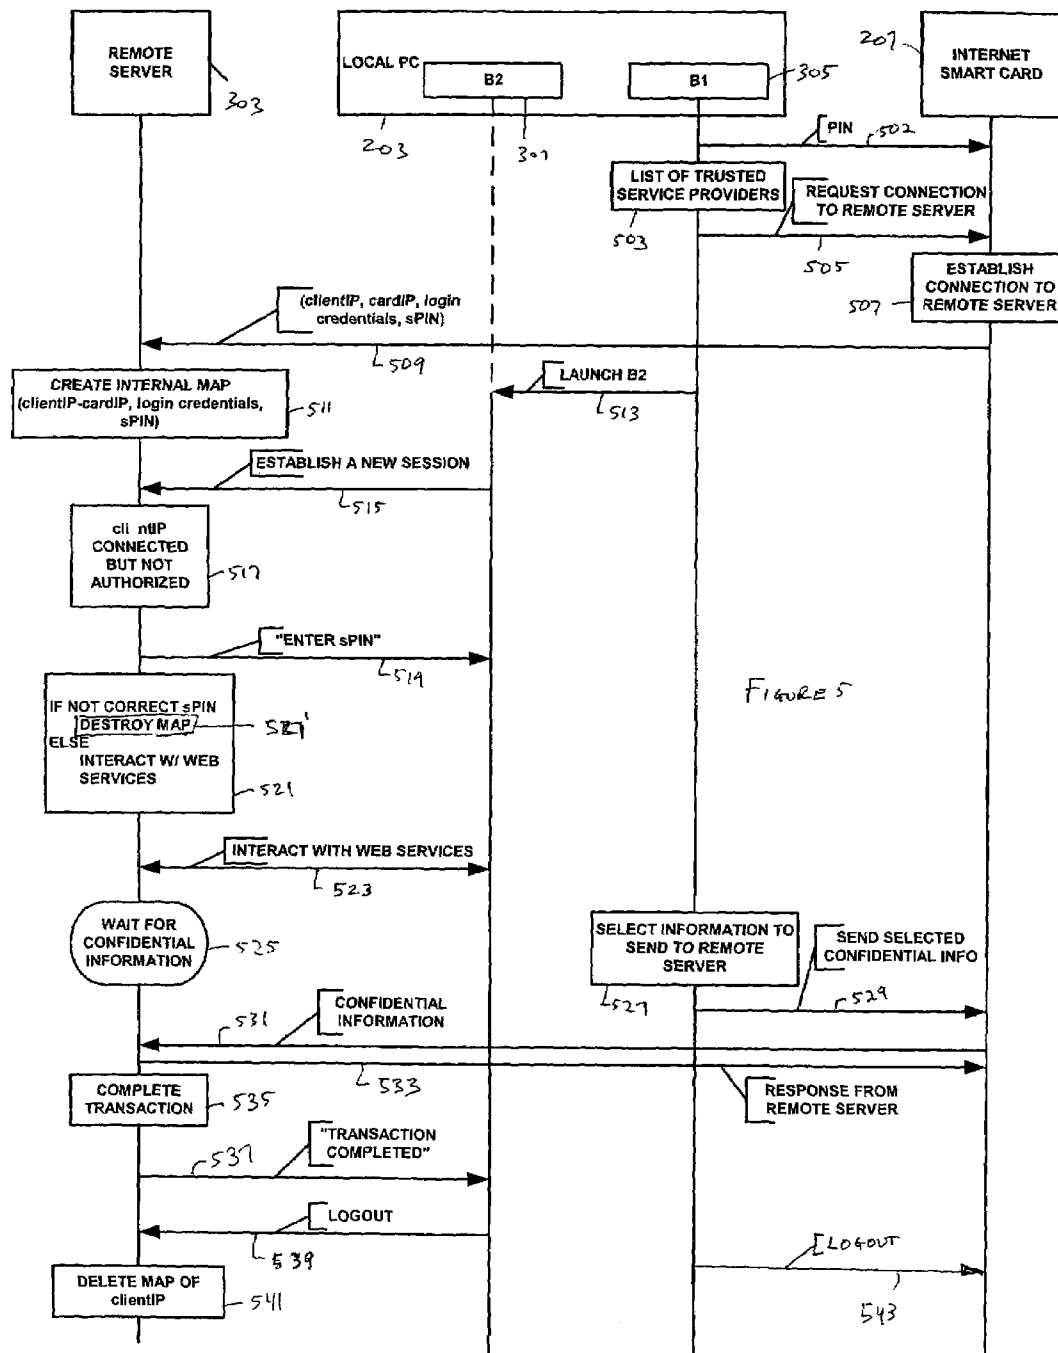 REMOTE
SERVER
303
LOCAL PC
B2
B1
305
203
307
207
INTERNET
SMART CARD
PIN
502
LIST OF TRUSTED
SERVICE PROVIDERS
503
REQUEST CONNECTION
TO REMOTE SERVER
505
ESTABLISH
CONNECTION TO
REMOTE SERVER
507
(clientIP, cardIP, login
credentials, sPIN)
509
CREATE INTERNAL MAP
(clientIP-cardIP, login credentials,
sPIN)
511
LAUNCH B2
513
ESTABLISH A NEW SESSION
515
cli ntIP
CONNECTED
BUT NOT
AUTHORIZED
517
"ENTER sPIN"
519
FIGURE 5
IF NOT CORRECT sPIN
DESTROY MAP
521'
ELSE
INTERACT W/ WEB
SERVICES
521
INTERACT WITH WEB SERVICES
523
WAIT FOR
CONFIDENTIAL
INFORMATION
525
SELECT INFORMATION TO
SEND TO REMOTE
SERVER
527
SEND SELECTED
CONFIDENTIAL INFO
529
CONFIDENTIAL
INFORMATION
531
533
RESPONSE FROM
REMOTE SERVER
COMPLETE
TRANSACTION
535
"TRANSACTION
COMPLETED"
537
LOGOUT
539
LOGOUT
543
DELETE MAP OF
clientIP
541